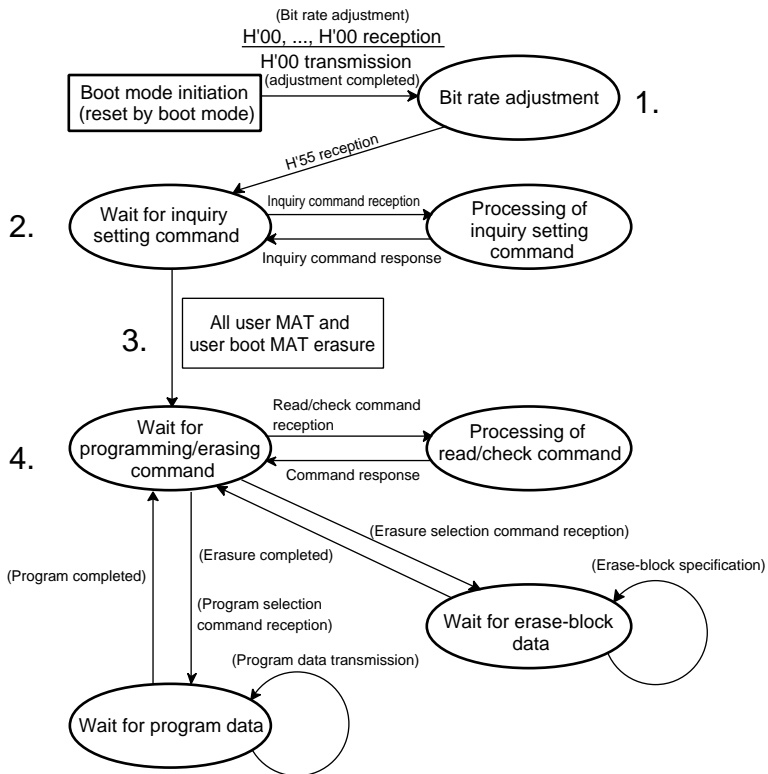 (Bit rate adjustment)
H'00, ..., H'00 reception
H'00 transmission
(adjustment completed)
Boot mode initiation
(reset by boot mode)
Bit rate adjustment
1.
H'55 reception
2.
Wait for inquiry
setting command
Inquiry command reception
Inquiry command response
Processing of
inquiry setting
command
3.
All user MAT and
user boot MAT erasure
4.
Wait for
programming/erasing
command
Read/check command
reception
Command response
Processing of
read/check command
(Erasure selection command reception)
(Program completed)
(Erasure completed)
(Program selection
command reception)
(Erase-block specification)
Wait for erase-block
data
(Program data transmission)
Wait for program data